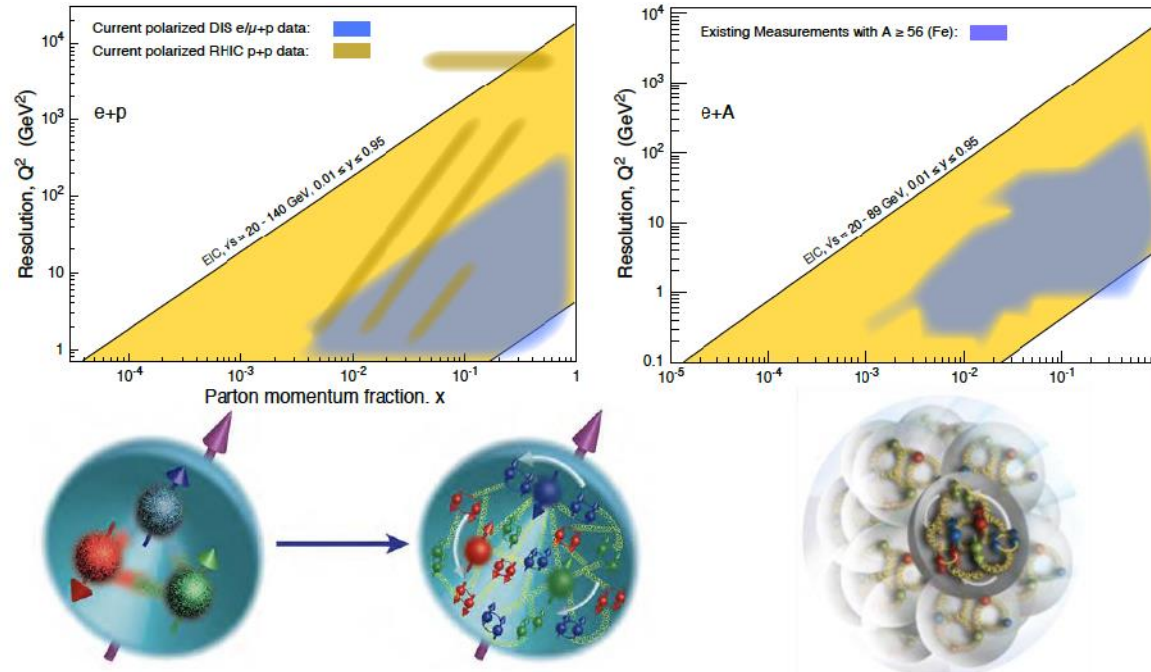 Current polarized DIS e/μ+p data:
Current polarized RHIC p+p data:
e+p
Resolution, Q² (GeV²)
10⁴
10³
10²
10
1
EIC, √s = 20 - 140 GeV, 0.01 ≤ y ≤ 0.95
10⁻⁴
10⁻³
10⁻²
10⁻¹
1
Parton momentum fraction. x
Existing Measurements with A ≥ 56 (Fe):
e+A
Resolution, Q² (GeV²)
10⁴
10³
10²
10
1
0.1
EIC, √s = 20 - 89 GeV, 0.01 ≤ y ≤ 0.95
10⁻⁵
10⁻⁴
10⁻³
10⁻²
10⁻¹